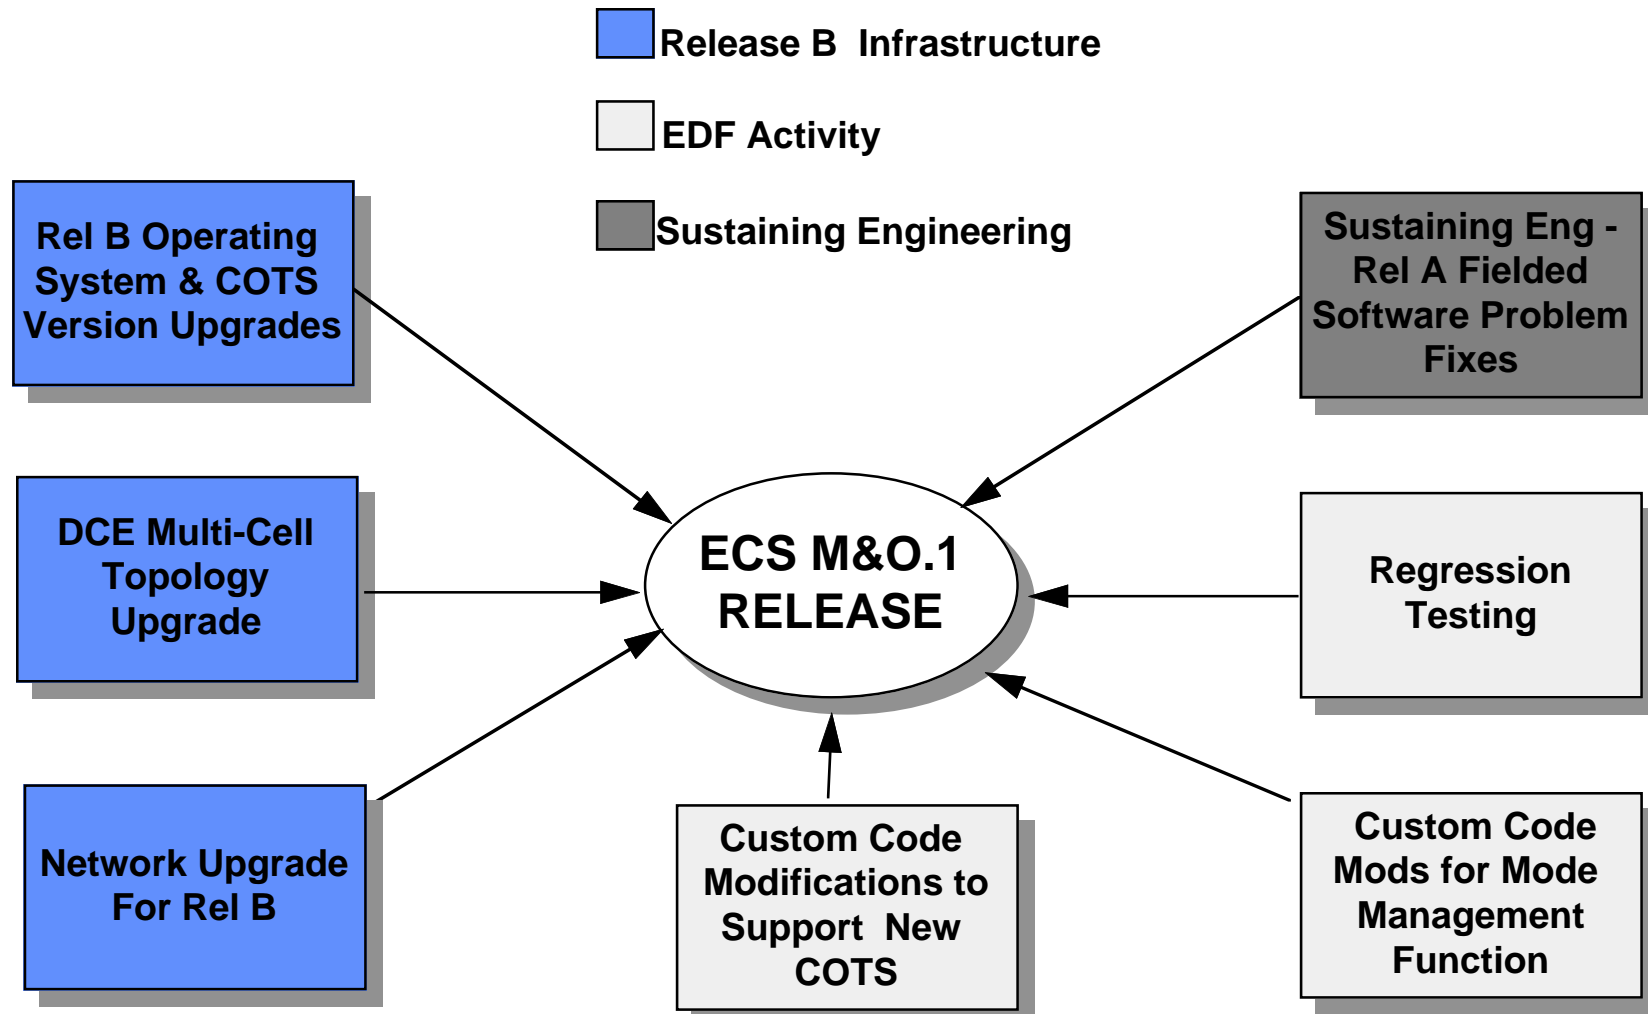 Release B Infrastructure
EDF Activity
Sustaining Engineering
Rel B Operating
System & COTS
Version Upgrades
Sustaining Eng -
Rel A Fielded
Software Problem
Fixes
DCE Multi-Cell
Topology
Upgrade
ECS M&O.1
RELEASE
Regression
Testing
Network Upgrade
For Rel B
Custom Code
Modifications to
Support New
COTS
Custom Code
Mods for Mode
Management
Function